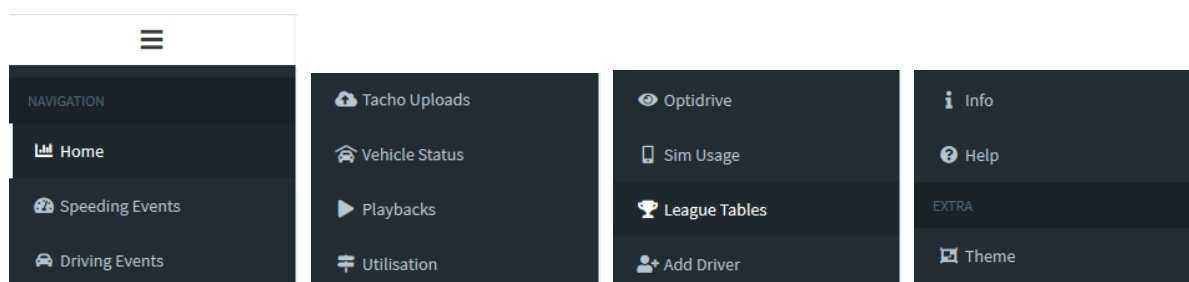 NAVIGATION
Home
Speeding Events
Driving Events
Tacho Uploads
Vehicle Status
Playbacks
Utilisation
Optidrive
Sim Usage
League Tables
Add Driver
Info
Help
EXTRA
Theme